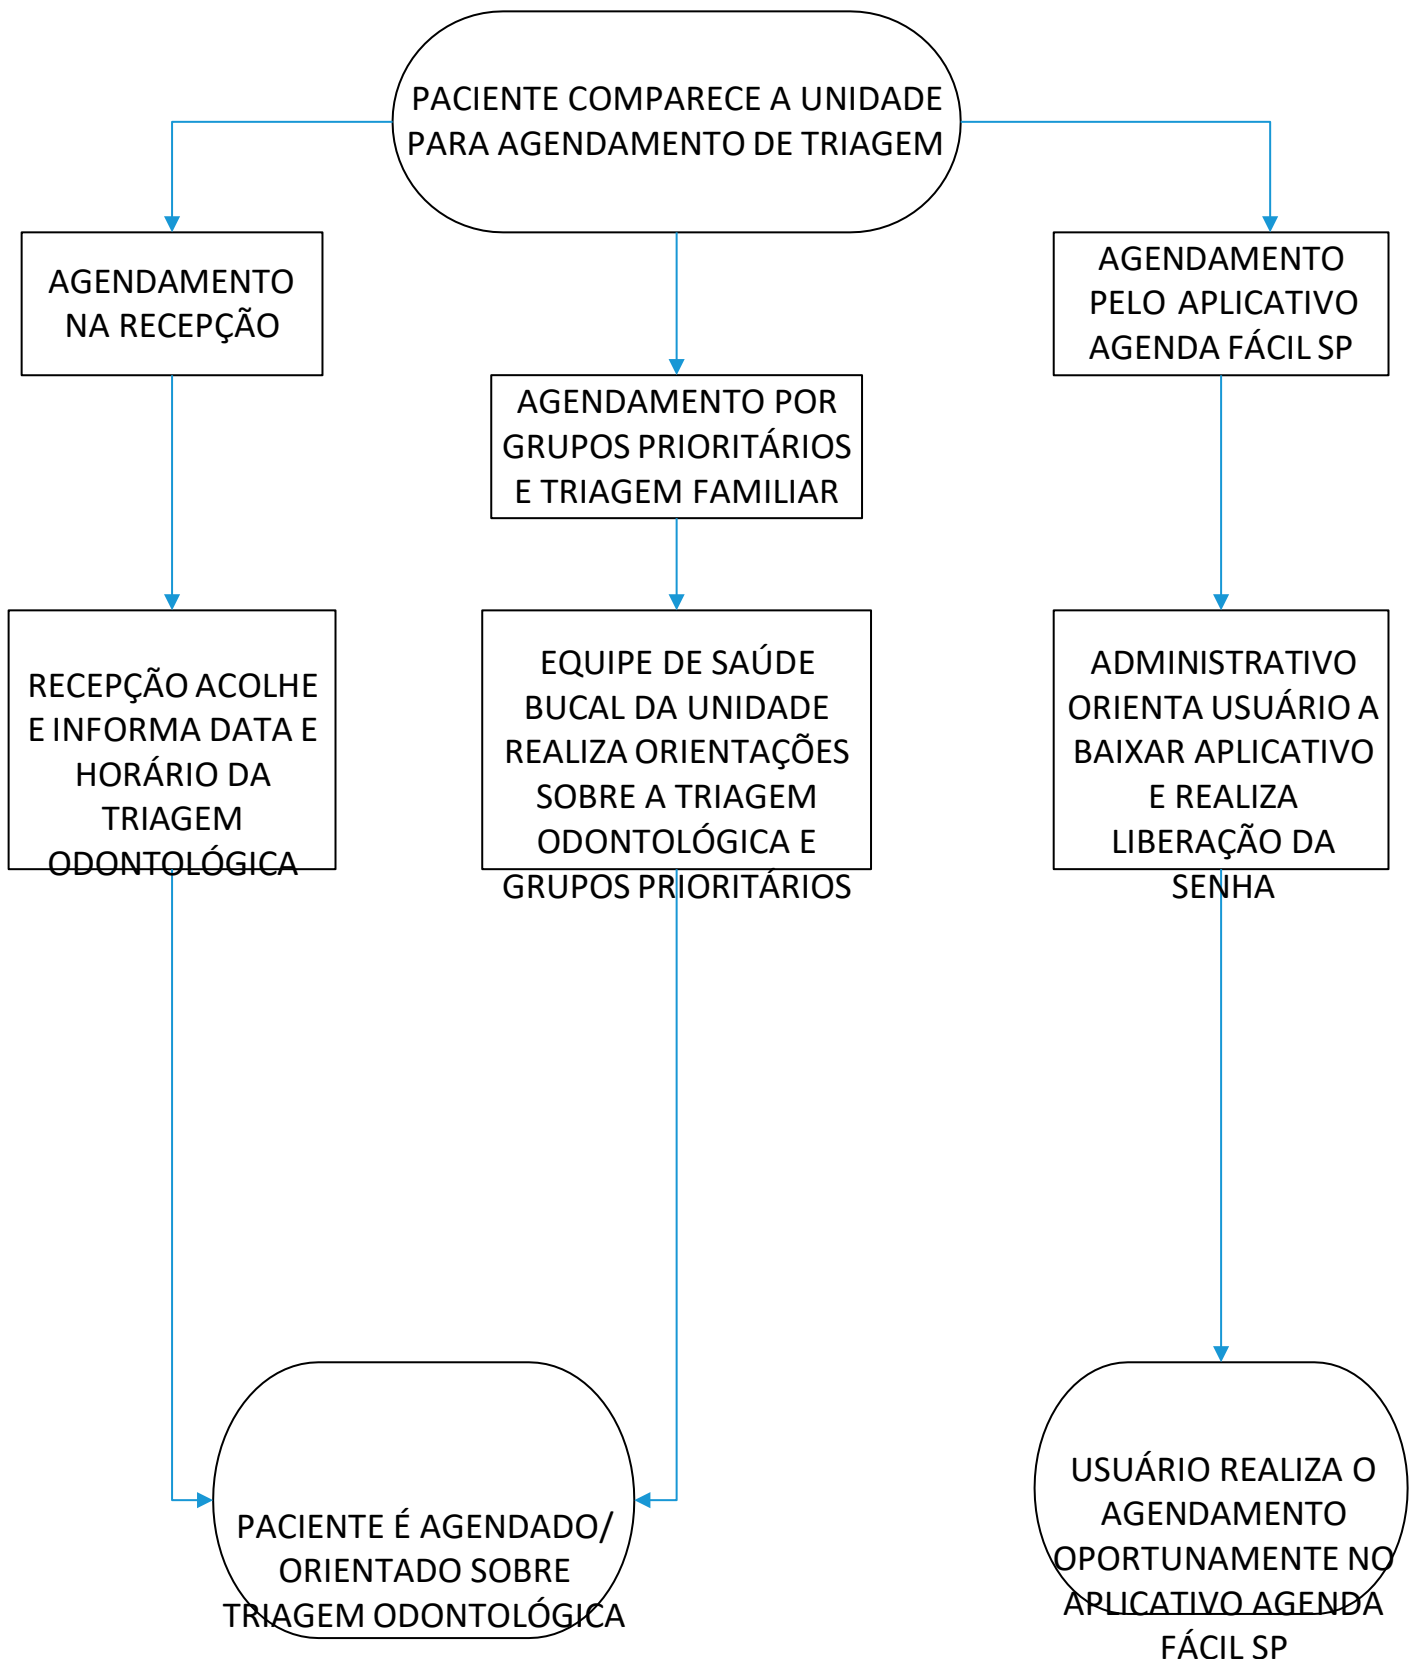 PACIENTE COMPARECE A UNIDADE
PARA AGENDAMENTO DE TRIAGEM
AGENDAMENTO
NA RECEPÇÃO
AGENDAMENTO
PELO APLICATIVO
AGENDA FÁCIL SP
AGENDAMENTO POR
GRUPOS PRIORITÁRIOS
E TRIAGEM FAMILIAR
RECEPÇÃO ACOLHE
E INFORMA DATA E
HORÁRIO DA
TRIAGEM
ODONTOLÓGICA
EQUIPE DE SAÚDE
BUCAL DA UNIDADE
REALIZA ORIENTAÇÕES
SOBRE A TRIAGEM
ODONTOLÓGICA E
GRUPOS PRIORITÁRIOS
ADMINISTRATIVO
ORIENTA USUÁRIO A
BAIXAR APLICATIVO
E REALIZA
LIBERAÇÃO DA
SENHA
PACIENTE É AGENDADO/
ORIENTADO SOBRE
TRIAGEM ODONTOLÓGICA
USUÁRIO REALIZA O
AGENDAMENTO
OPORTUNAMENTE NO
APLICATIVO AGENDA
FÁCIL SP